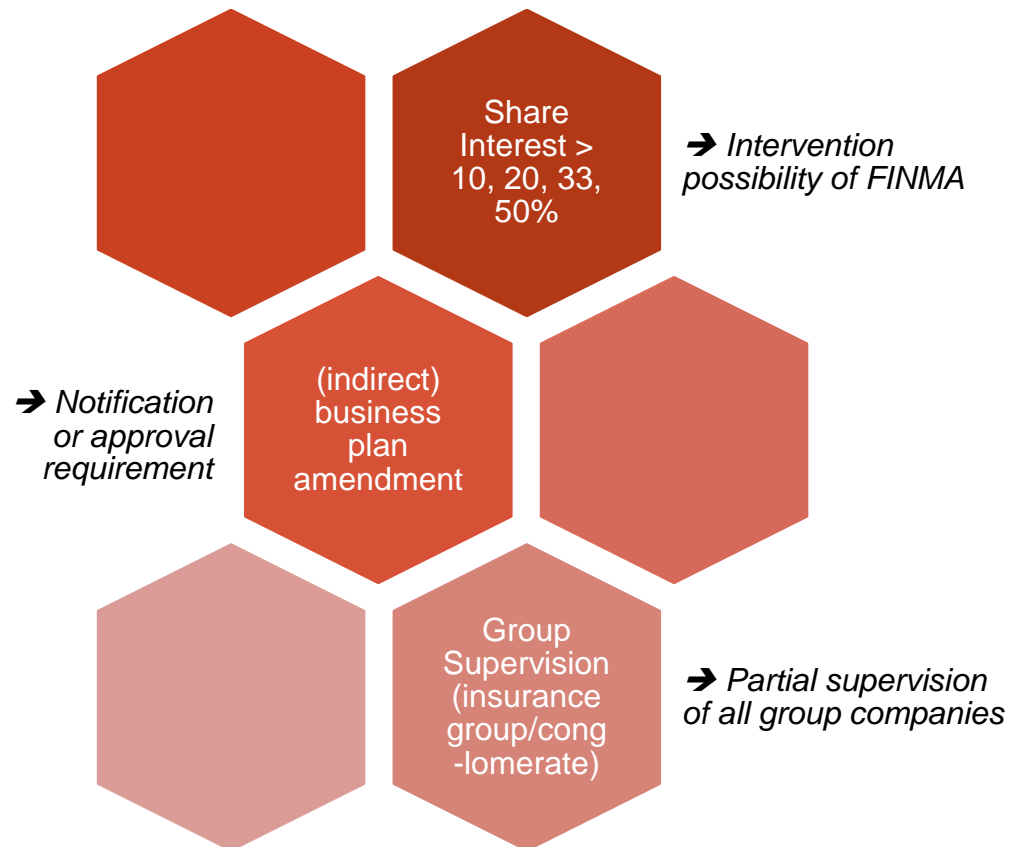 Share
Interest >
10, 20, 33,
50%
➔ Intervention
possibility of FINMA
➔ Notification
or approval
requirement
(indirect)
business
plan
amendment
Group
Supervision
(insurance
group/cong
-lomerate)
➔ Partial supervision
of all group companies